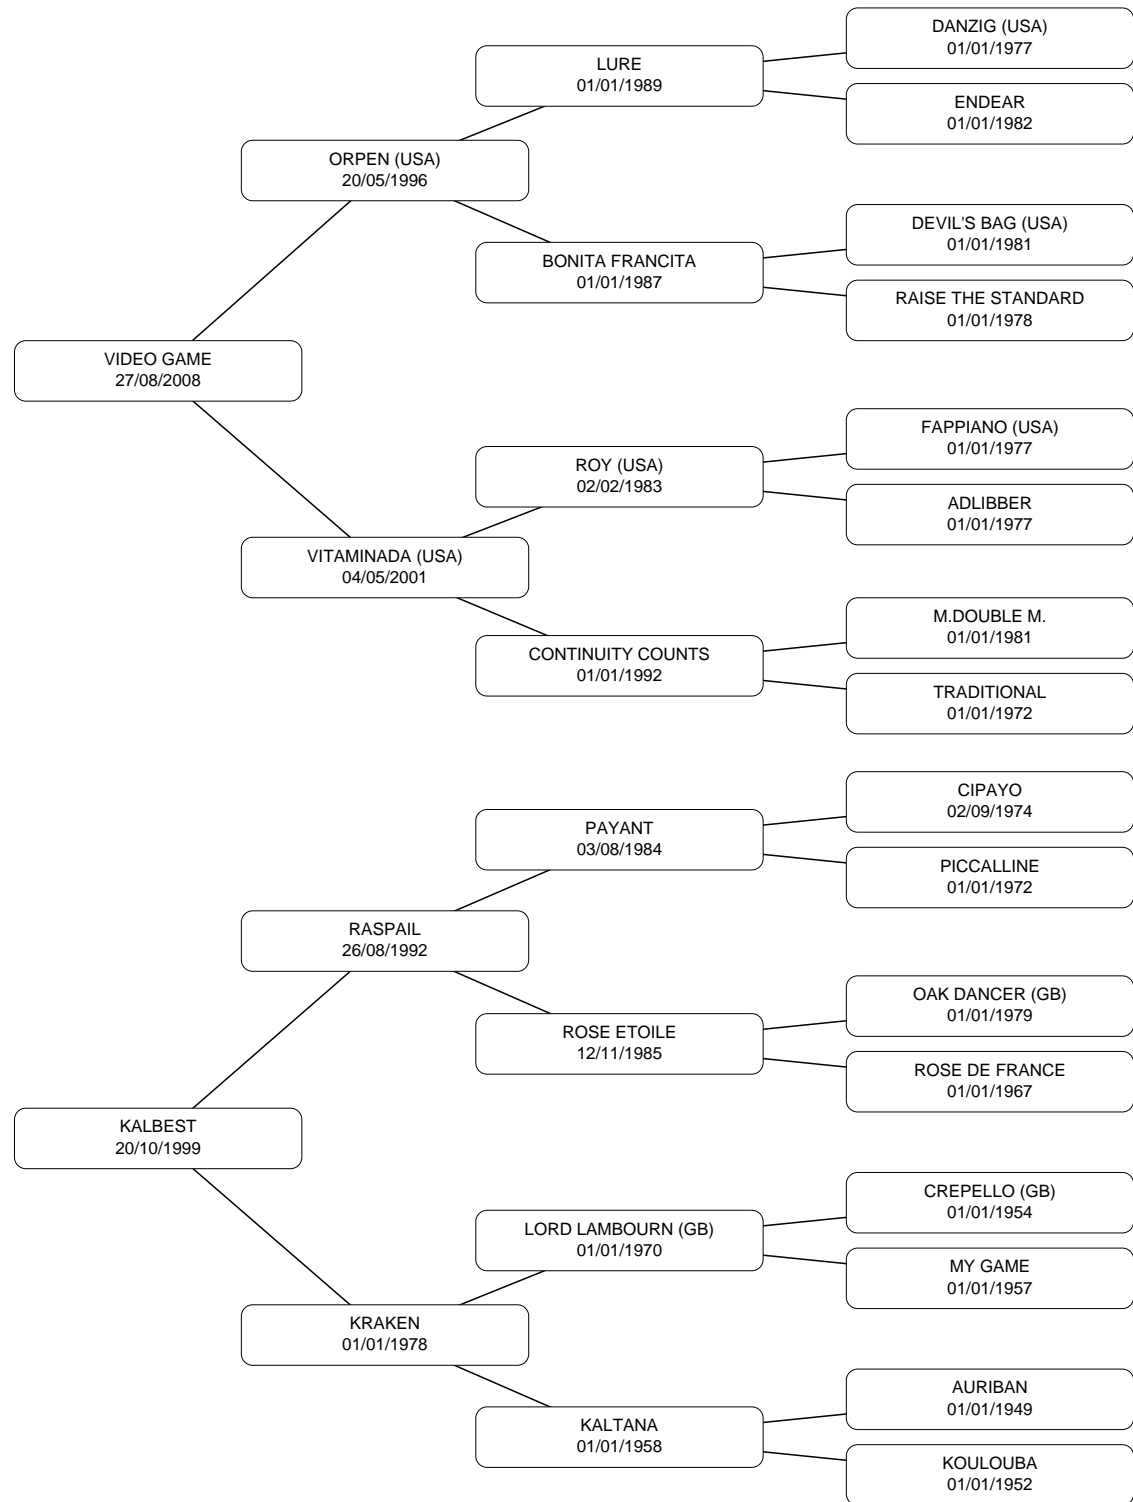 DANZIG (USA)
01/01/1977
LURE
01/01/1989
ENDEAR
01/01/1982
ORPEN (USA)
20/05/1996
DEVIL'S BAG (USA)
01/01/1981
BONITA FRANCITA
01/01/1987
RAISE THE STANDARD
01/01/1978
VIDEO GAME
27/08/2008
FAPPIANO (USA)
01/01/1977
ROY (USA)
02/02/1983
ADLIBBER
01/01/1977
VITAMINADA (USA)
04/05/2001
M.DOUBLE M.
01/01/1981
CONTINUITY COUNTS
01/01/1992
TRADITIONAL
01/01/1972
CIPAYO
02/09/1974
PAYANT
03/08/1984
PICCALLINE
01/01/1972
RASPAIL
26/08/1992
OAK DANCER (GB)
01/01/1979
ROSE ETOILE
12/11/1985
ROSE DE FRANCE
01/01/1967
KALBEST
20/10/1999
CREPELLO (GB)
01/01/1954
LORD LAMBOURN (GB)
01/01/1970
MY GAME
01/01/1957
KRAKEN
01/01/1978
AURIBAN
01/01/1949
KALTANA
01/01/1958
KOULOUBA
01/01/1952